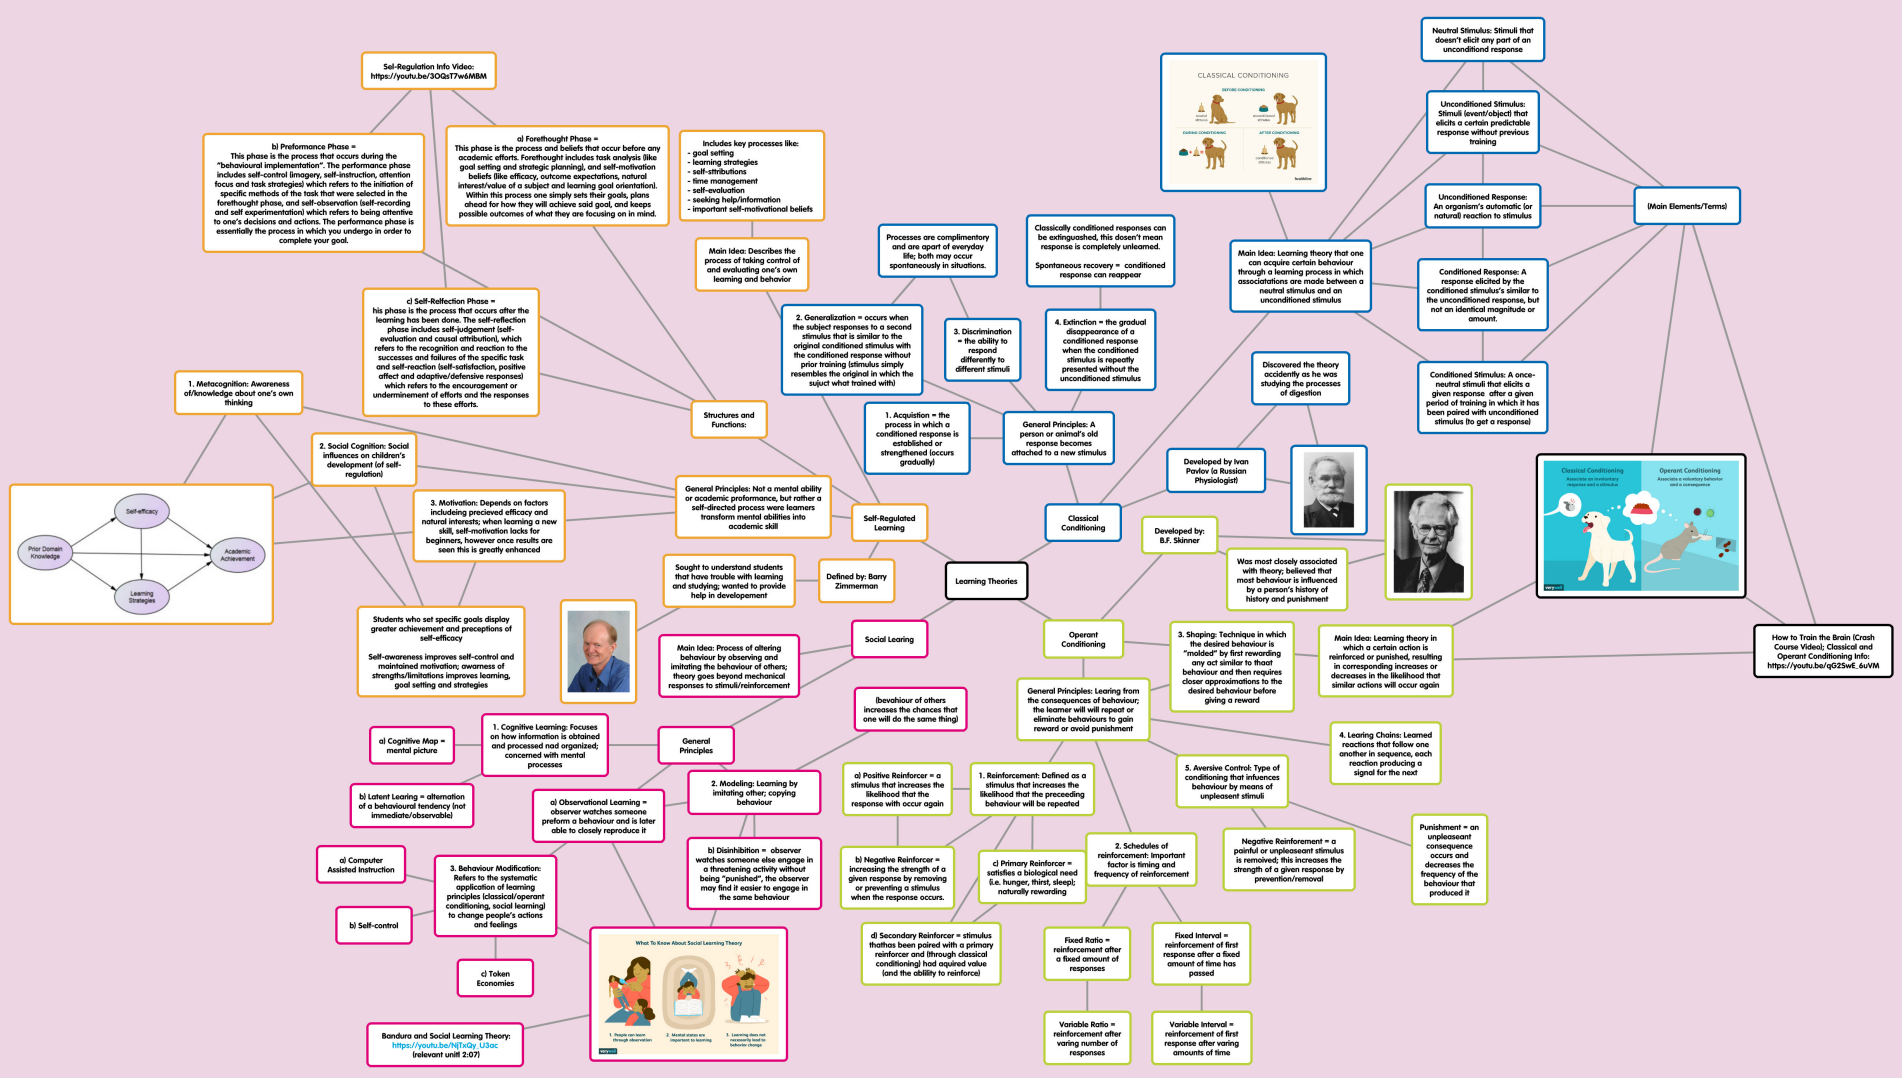 Sel-Regulation Info Video:
https://youtu.be/3OQsT7w6MBM
b) Preformance Phase =
This phase is the process that occurs during the
"behavioural implementation". The performance phase
includes self-control (imagery, self-instruction, attention
focus and task strategies) which refers to the initiation of
specific methods of the task that were selected in the
forethought phase, and self-observation (self-recording
and self experimentation) which refers to being attentive
to one's decisions and actions. The performance phase is
essentially the process in which you undergo in order to
complete your goal.
a) Forethought Phase =
This phase is the process and beliefs that occur before any
academic efforts. Forethought includes task analysis (like
goal setting and strategic planning), and self-motivation
beliefs (like efficacy, outcome expectations, natural
interest/value of a subject and learning goal orientation).
Within this process one simply sets their goals, plans
ahead for how they will achieve said goal, and keeps
possible outcomes of what they are focusing on in mind.
Includes key processes like:
- goal setting
- learning strategies
- self-sttributions
- time management
- self-evaluation
- seeking help/information
- important self-motivational beliefs
Main Idea: Describes the
process of taking control of
and evaluating one's own
learning and behavior
c) Self-Relfection Phase =
his phase is the process that occurs after the
learning has been done. The self-reflection
phase includes self-judgement (self-
evaluation and causal attribution), which
refers to the recognition and reaction to the
successes and failures of the specific task
and self-reaction (self-satisfaction, positive
affect and adaptive/defensive responses)
which refers to the encouragement or
underminement of efforts and the responses
to these efforts.
Structures and
Functions:
1. Metacognition: Awareness
of/knowledge about one's own
thinking
2. Social Cognition: Social
influences on children's
development (of self-
regulation)
3. Motivation: Depends on factors
includeing precieved efficacy and
natural interests; when learning a new
skill, self-motivation lacks for
beginners, however once results are
seen this is greatly enhanced
General Principles: Not a mental ability
or academic proformance, but rather a
self-directed process were learners
transform mental abilities into
academic skill
Self-Regulated
Learning
Self-efficacy
Prior Domain
Knowledge
Academic
Achievement
Learning
Strategies
Students who set specific goals display
greater achievement and preceptions of
self-efficacy
Self-awareness improves self-control and
maintained motivation; awarness of
strengths/limitations improves learning,
goal setting and strategies
Sought to understand students
that have trouble with learning
and studying; wanted to provide
help in developement
Defined by: Barry
Zimmerman
Learning Theories
Processes are complimentory
and are apart of everyday
life; both may occur
spontaneously in situations.
Classically conditioned responses can
be extinguashed, this dosen't mean
response is completely unlearned.
Spontaneous recovery = conditioned
response can reappear
2. Generalization = occurs when
the subject responses to a second
stimulus that is similar to the
original conditioned stimulus with
the conditioned response without
prior training (stimulus simply
resembles the original in which the
sujuct what trained with)
3. Discrimination
= the ability to
respond
differently to
different stimuli
4. Extinction = the gradual
disappearance of a
conditioned response
when the conditioned
stimulus is repeatly
presented without the
unconditioned stimulus
1. Acquistion = the
process in which a
conditioned response is
established or
strengthened (occurs
gradually)
General Principles: A
person or animal's old
response becomes
attached to a new stimulus
Classical
Conditioning
Developed by Ivan
Pavlov (a Russian
Physiologist)
Discovered the theory
accidently as he was
studying the processes
of digestion
CLASSICAL CONDITIONING
BEFORE CONDITIONING
DURING CONDITIONING
AFTER CONDITIONING
Main Idea: Learning theory that one
can acquire certain behaviour
through a learning process in which
associatations are made between a
neutral stimulus and an
unconditioned stimulus
Neutral Stimulus: Stimuli that
doesn't elicit any part of an
unconditiond response
Unconditioned Stimulus:
Stimuli (event/object) that
elicits a certain predictable
response without previous
training
Unconditioned Response:
An organism's automatic (or
natural) reaction to stimulus
Conditioned Response: A
response elicited by the
conditioned stimulus's similar to
the unconditioned response, but
not an identical magnitude or
amount.
Conditioned Stimulus: A once-
neutral stimuli that elicits a
given response after a given
period of training in which it has
been paired with unconditioned
stimulus (to get a response)
(Main Elements/Terms)
Classical Conditioning
Associate an involuntary
response and a stimulus
Operant Conditioning
Associate a voluntary behavior
and a consequence
verywell
How to Train the Brain (Crash
Course Video); Classical and
Operant Conditioning Info:
https://youtu.be/qG2SwE_6uVM
Developed by:
B.F. Skinner
Was most closely associated
with theory; believed that
most behaviour is influenced
by a person's history of
history and punishment
Operant
Conditioning
3. Shaping: Technique in which
the desired behaviour is
"molded" by first rewarding
any act similar to thaat
behaviour and then requires
closer approximations to the
desired behaviour before
giving a reward
Main Idea: Learning theory in
which a certain action is
reinforced or punished, resulting
in corresponding increases or
decreases in the likelihood that
similar actions will occur again
General Principles: Learing from
the consequences of behaviour;
the learner will will repeat or
eliminate behaviours to gain
reward or avoid punishment
4. Learing Chains: Learned
reactions that follow one
another in sequence, each
reaction producing a
signal for the next
5. Aversive Control: Type of
conditioning that infuences
behaviour by means of
unpleasent stimuli
Negative Reinforement = a
painful or unpleaseant stimulus
is remoived; this increases the
strength of a given response by
prevention/removal
Punishment = an
unpleaseant
consequence
occurs and
decreases the
frequency of the
behaviour that
produced it
a) Positive Reinforcer = a
stimulus that increases the
likelihood that the
response with occur again
1. Reinforcement: Defined as a
stimulus that increases the
likelihood that the preceeding
behaviour will be repeated
b) Negative Reinforcer =
increasing the strength of a
given response by removing
or preventing a stimulus
when the response occurs.
c) Primary Reinforcer =
satisfies a biological need
(i.e. hunger, thirst, sleep);
naturally rewarding
2. Schedules of
reinforcement: Important
factor is timing and
frequency of reinforcement
d) Secondary Reinforcer = stimulus
thathas been paired with a primary
reinforcer and (through classical
conditioning) had aquired value
(and the ablility to reinforce)
Fixed Ratio =
reinforcement after
a fixed amount of
responses
Fixed Interval =
reinforcement of first
response after a fixed
amount of time has
passed
Variable Ratio =
reinforcement after
varing number of
responses
Variable Interval =
reinforcement of first
response after varing
amounts of time
Social Learing
Main Idea: Process of altering
behaviour by observing and
imitating the behaviour of others;
theory goes beyond mechanical
responses to stimuli/reinforcement
(bevahiour of others
increases the chances that
one will do the same thing)
General
Principles
1. Cognitive Learning: Focuses
on how information is obtained
and processed nad organized;
concerned with mental
processes
a) Cognitive Map =
mental picture
b) Latent Learing = alternation
of a behavioural tendency (not
immediate/observable)
2. Modeling: Learning by
imitating other; copying
behaviour
a) Observational Learning =
observer watches someone
preform a behaviour and is later
able to closely reproduce it
b) Disinhibition = observer
watches someone else engage in
a threatening activity without
being "punished", the observer
may find it easier to engage in
the same behaviour
3. Behaviour Modification:
Refers to the systematic
application of learning
principles (classical/operant
conditioning, social learning)
to change people's actions
and feelings
a) Computer
Assisted Instruction
b) Self-control
c) Token
Economies
What To Know About Social Learning Theory
1. People can learn
through observation
2. Mental states are
important to learning
3. Learning does not
necessarily lead to
behavior change
verywell
Bandura and Social Learning Theory:
https://youtu.be/NjTxQy_U3ac
(relevant unitl 2:07)